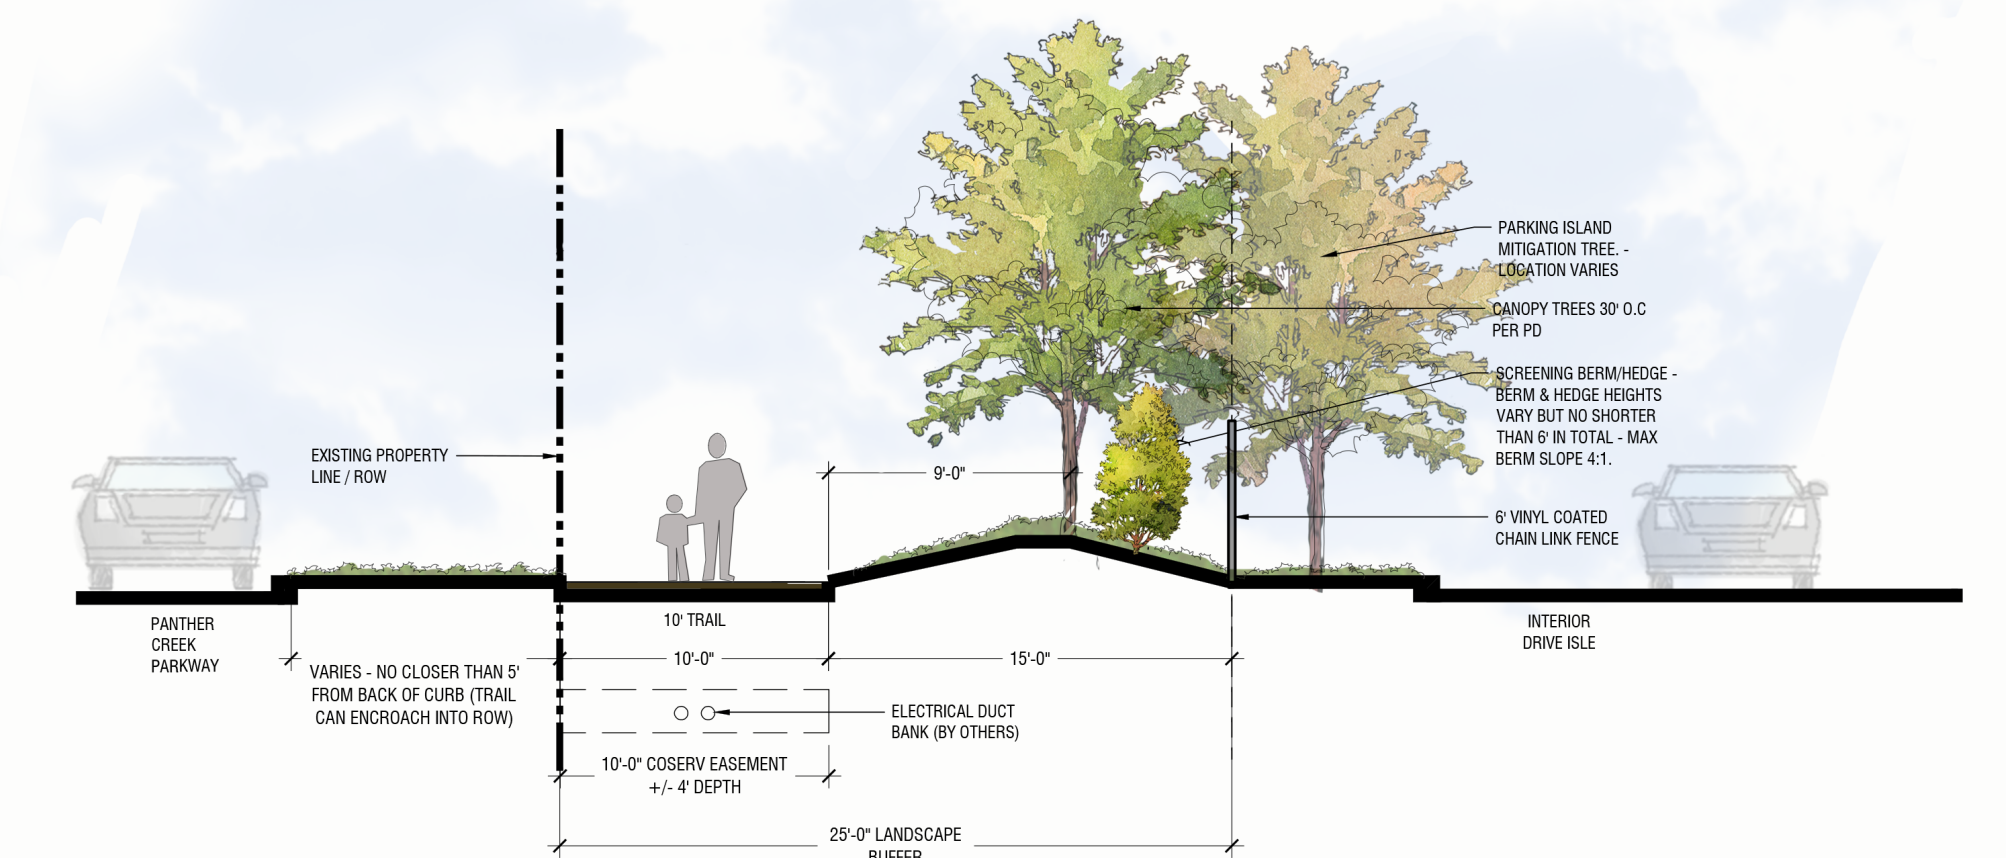 PARKING ISLAND
MITIGATION TREE. -
LOCATION VARIES
CANOPY TREES 30' O.C
PER PD
SCREENING BERM/HEDGE -
BERM & HEDGE HEIGHTS
VARY BUT NO SHORTER
THAN 6' IN TOTAL - MAX
BERM SLOPE 4:1.
EXISTING PROPERTY
LINE / ROW
9'-0"
6' VINYL COATED
CHAIN LINK FENCE
PANTHER
CREEK
PARKWAY
10' TRAIL
INTERIOR
DRIVE ISLE
VARIES - NO CLOSER THAN 5'
FROM BACK OF CURB (TRAIL
CAN ENCROACH INTO ROW)
10'-0"
15'-0"
ELECTRICAL DUCT
BANK (BY OTHERS)
10'-0" COSERV EASEMENT
+/- 4' DEPTH
25'-0" LANDSCAPE
BUFFER